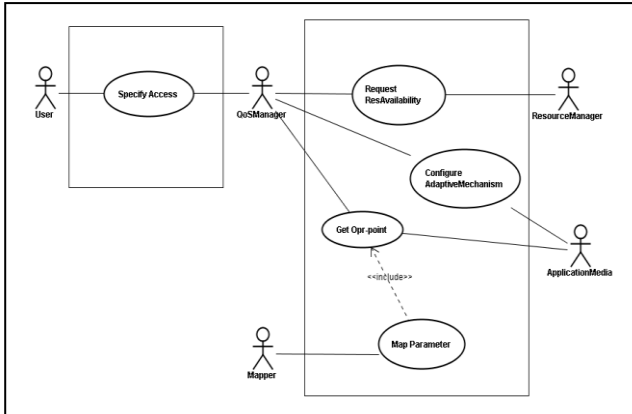 Specify Access
User
QoSManager
Request
ResAvailability
ResourceManager
Configure
AdaptiveMechanism
Get Opr-point
ApplicationMedia
<<include>>
Map Parameter
Mapper